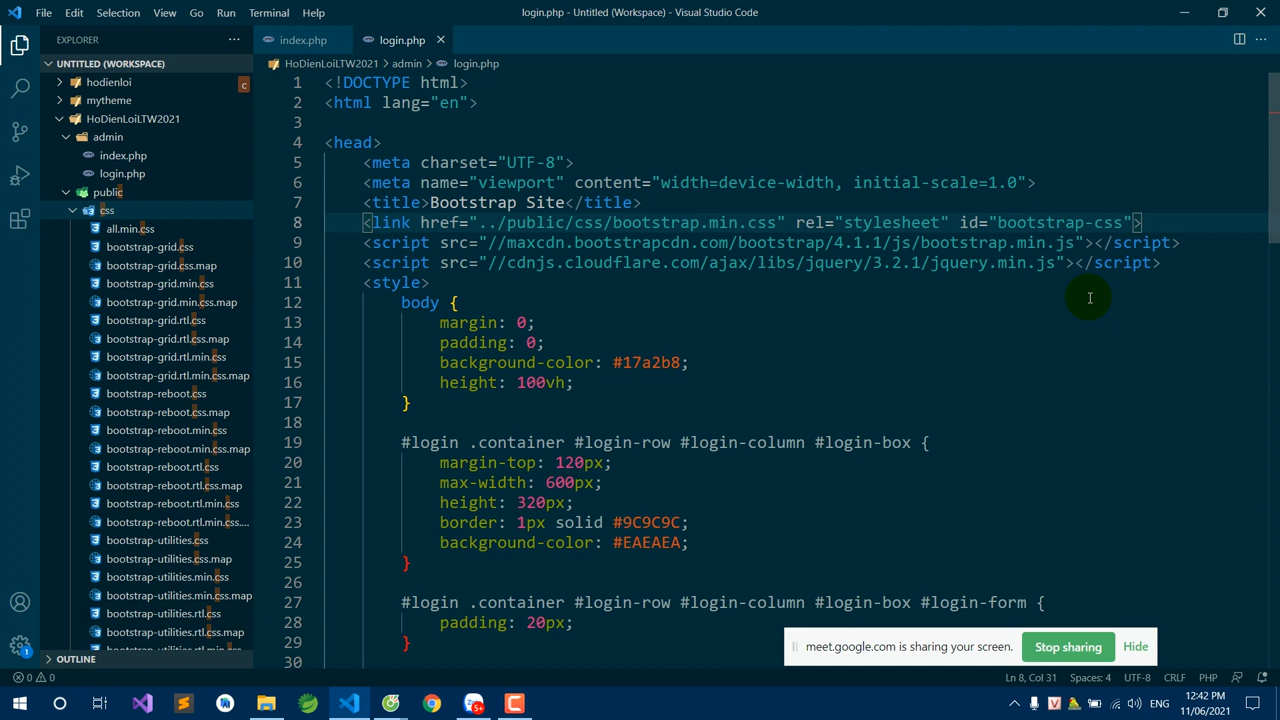 File Edit Selection View Go Run Terminal Help
login.php - Untitled (Workspace) - Visual Studio Code
EXPLORER
UNTITLED (WORKSPACE)
hodienloi
c
mytheme
HoDienLoiLTW2021
admin
index.php
login.php
public
css
all.min.css
bootstrap-grid.css
bootstrap-grid.css.map
bootstrap-grid.min.css
bootstrap-grid.min.css.map
bootstrap-grid.rtl.css
bootstrap-grid.rtl.css.map
bootstrap-grid.rtl.min.css
bootstrap-grid.rtl.min.css.map
bootstrap-reboot.css
bootstrap-reboot.css.map
bootstrap-reboot.min.css
bootstrap-reboot.min.css.map
bootstrap-reboot.rtl.css
bootstrap-reboot.rtl.css.map
bootstrap-reboot.rtl.min.css
bootstrap-reboot.rtl.min.css....
bootstrap-utilities.css
bootstrap-utilities.css.map
bootstrap-utilities.min.css
bootstrap-utilities.min.css.map
bootstrap-utilities.rtl.css
bootstrap-utilities.rtl.css.map
OUTLINE
index.php login.php
HoDienLoiLTW2021 > admin > login.php
1 <!DOCTYPE html>
2 <html lang="en">
3
4 <head>
5 <meta charset="UTF-8">
6 <meta name="viewport" content="width=device-width, initial-scale=1.0">
7 <title>Bootstrap Site</title>
8 <link href="../public/css/bootstrap.min.css" rel="stylesheet" id="bootstrap-css">
9 <script src="//maxcdn.bootstrapcdn.com/bootstrap/4.1.1/js/bootstrap.min.js"></script>
10 <script src="//cdnjs.cloudflare.com/ajax/libs/jquery/3.2.1/jquery.min.js"></script>
11 <style>
12 body {
13 margin: 0;
14 padding: 0;
15 background-color: #17a2b8;
16 height: 100vh;
17 }
18
19 #login .container #login-row #login-column #login-box {
20 margin-top: 120px;
21 max-width: 600px;
22 height: 320px;
23 border: 1px solid #9C9C9C;
24 background-color: #EAEAEA;
25 }
26
27 #login .container #login-row #login-column #login-box #login-form {
28 padding: 20px;
29 }
30
meet.google.com is sharing your screen. Stop sharing Hide
1
0 0
Ln 8, Col 31 Spaces: 4 UTF-8 CRLF PHP
5+
ENG
12:42 PM
11/06/2021